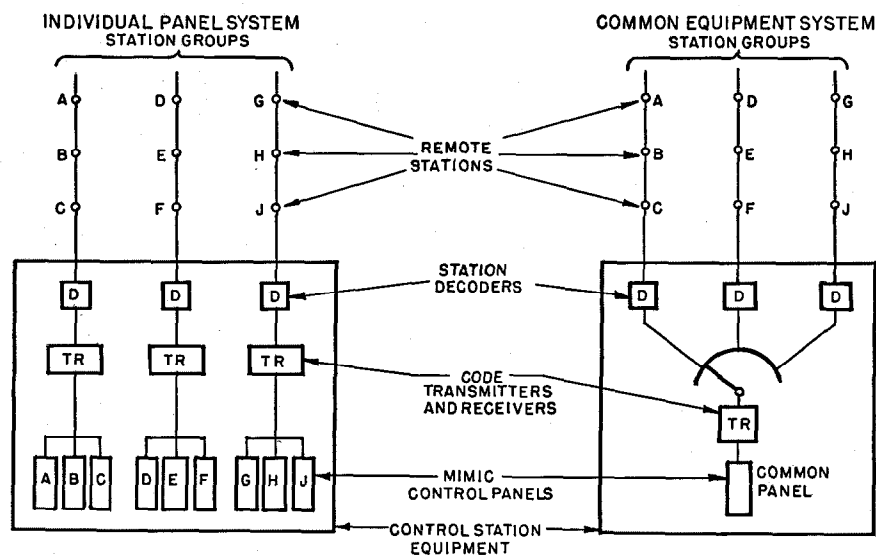 INDIVIDUAL PANEL SYSTEM
STATION GROUPS
COMMON EQUIPMENT SYSTEM
STATION GROUPS
A
D
G
A
D
G
REMOTE
STATIONS
B
E
H
B
E
H
C
F
J
C
F
J
STATION
DECODERS
D
D
D
D
D
D
TR
TR
TR
CODE
TRANSMITTERS
AND RECEIVERS
TR
A
B
C
D
E
F
G
H
J
MIMIC
CONTROL PANELS
COMMON
PANEL
CONTROL STATION
EQUIPMENT